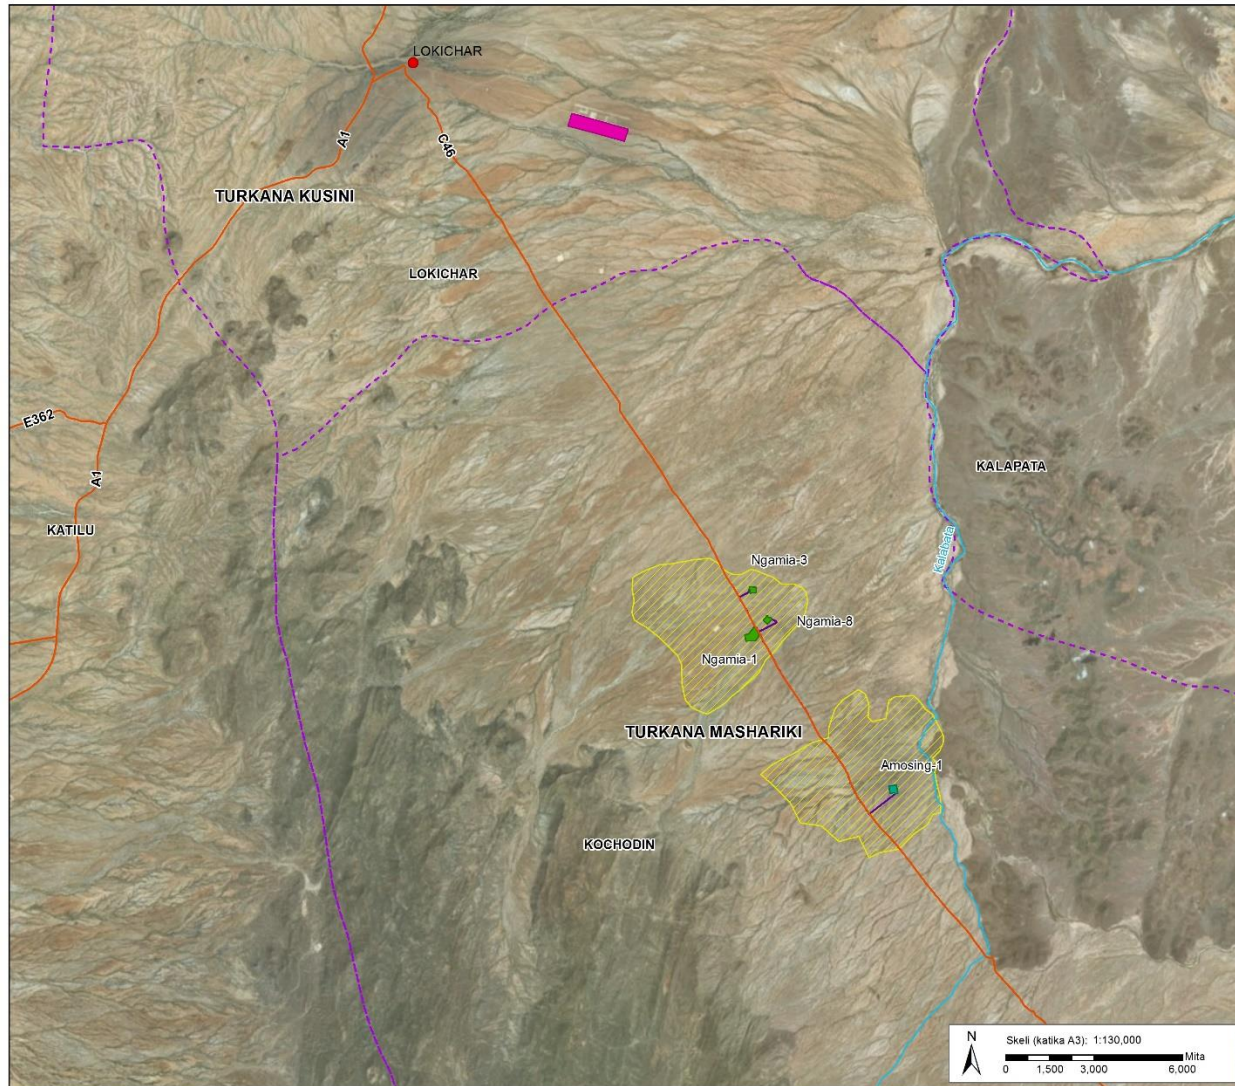 LOKICHAR
A1
C46
TURKANA KUSINI
LOKICHAR
E362
A1
KALAPATA
KATILU
Kalabata
Ngamia-3
Ngamia-8
Ngamia-1
TURKANA MASHARIKI
Amosing-1
KOCHODIN
N
Skeli (katika A3): 1:130,000
Mita
0 1,500 3,000 6,000